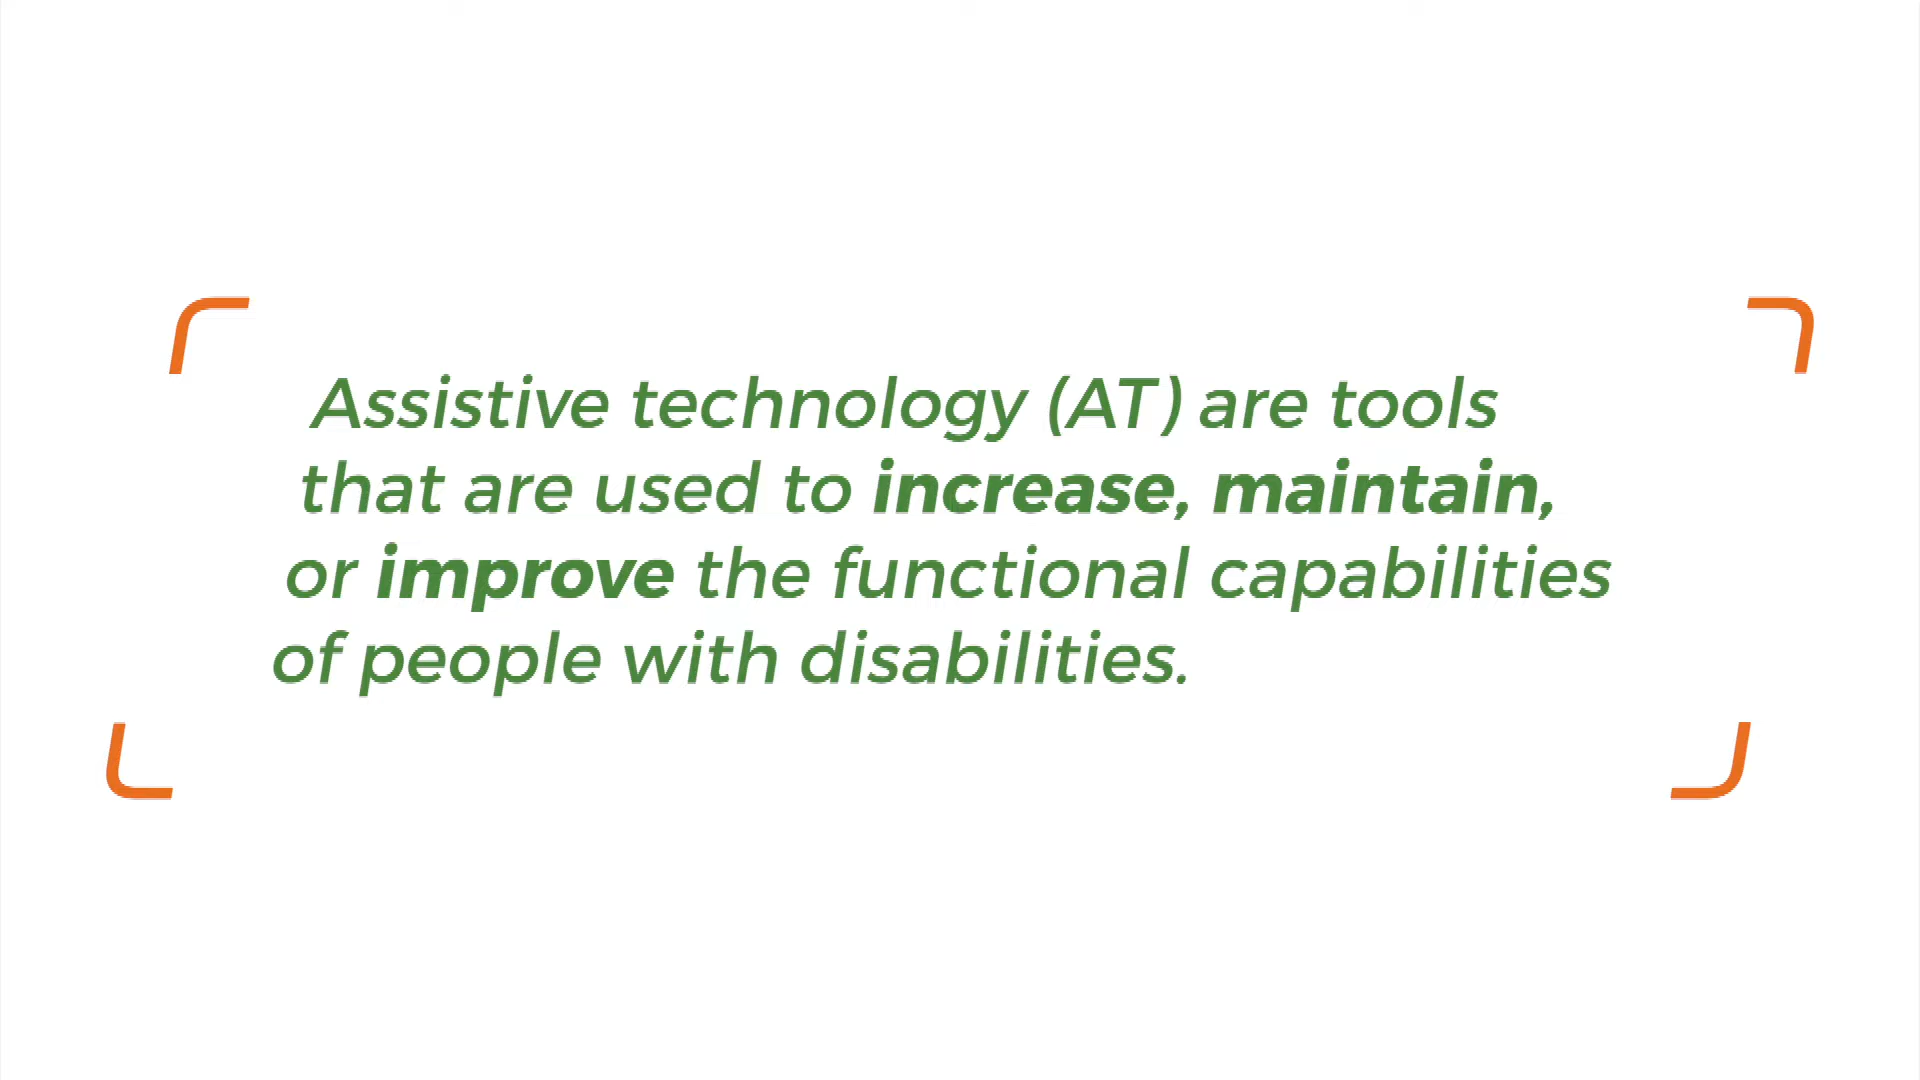 Assistive technology (AT) are tools
that are used to increase, maintain,
or improve the functional capabilities
of people with disabilities.